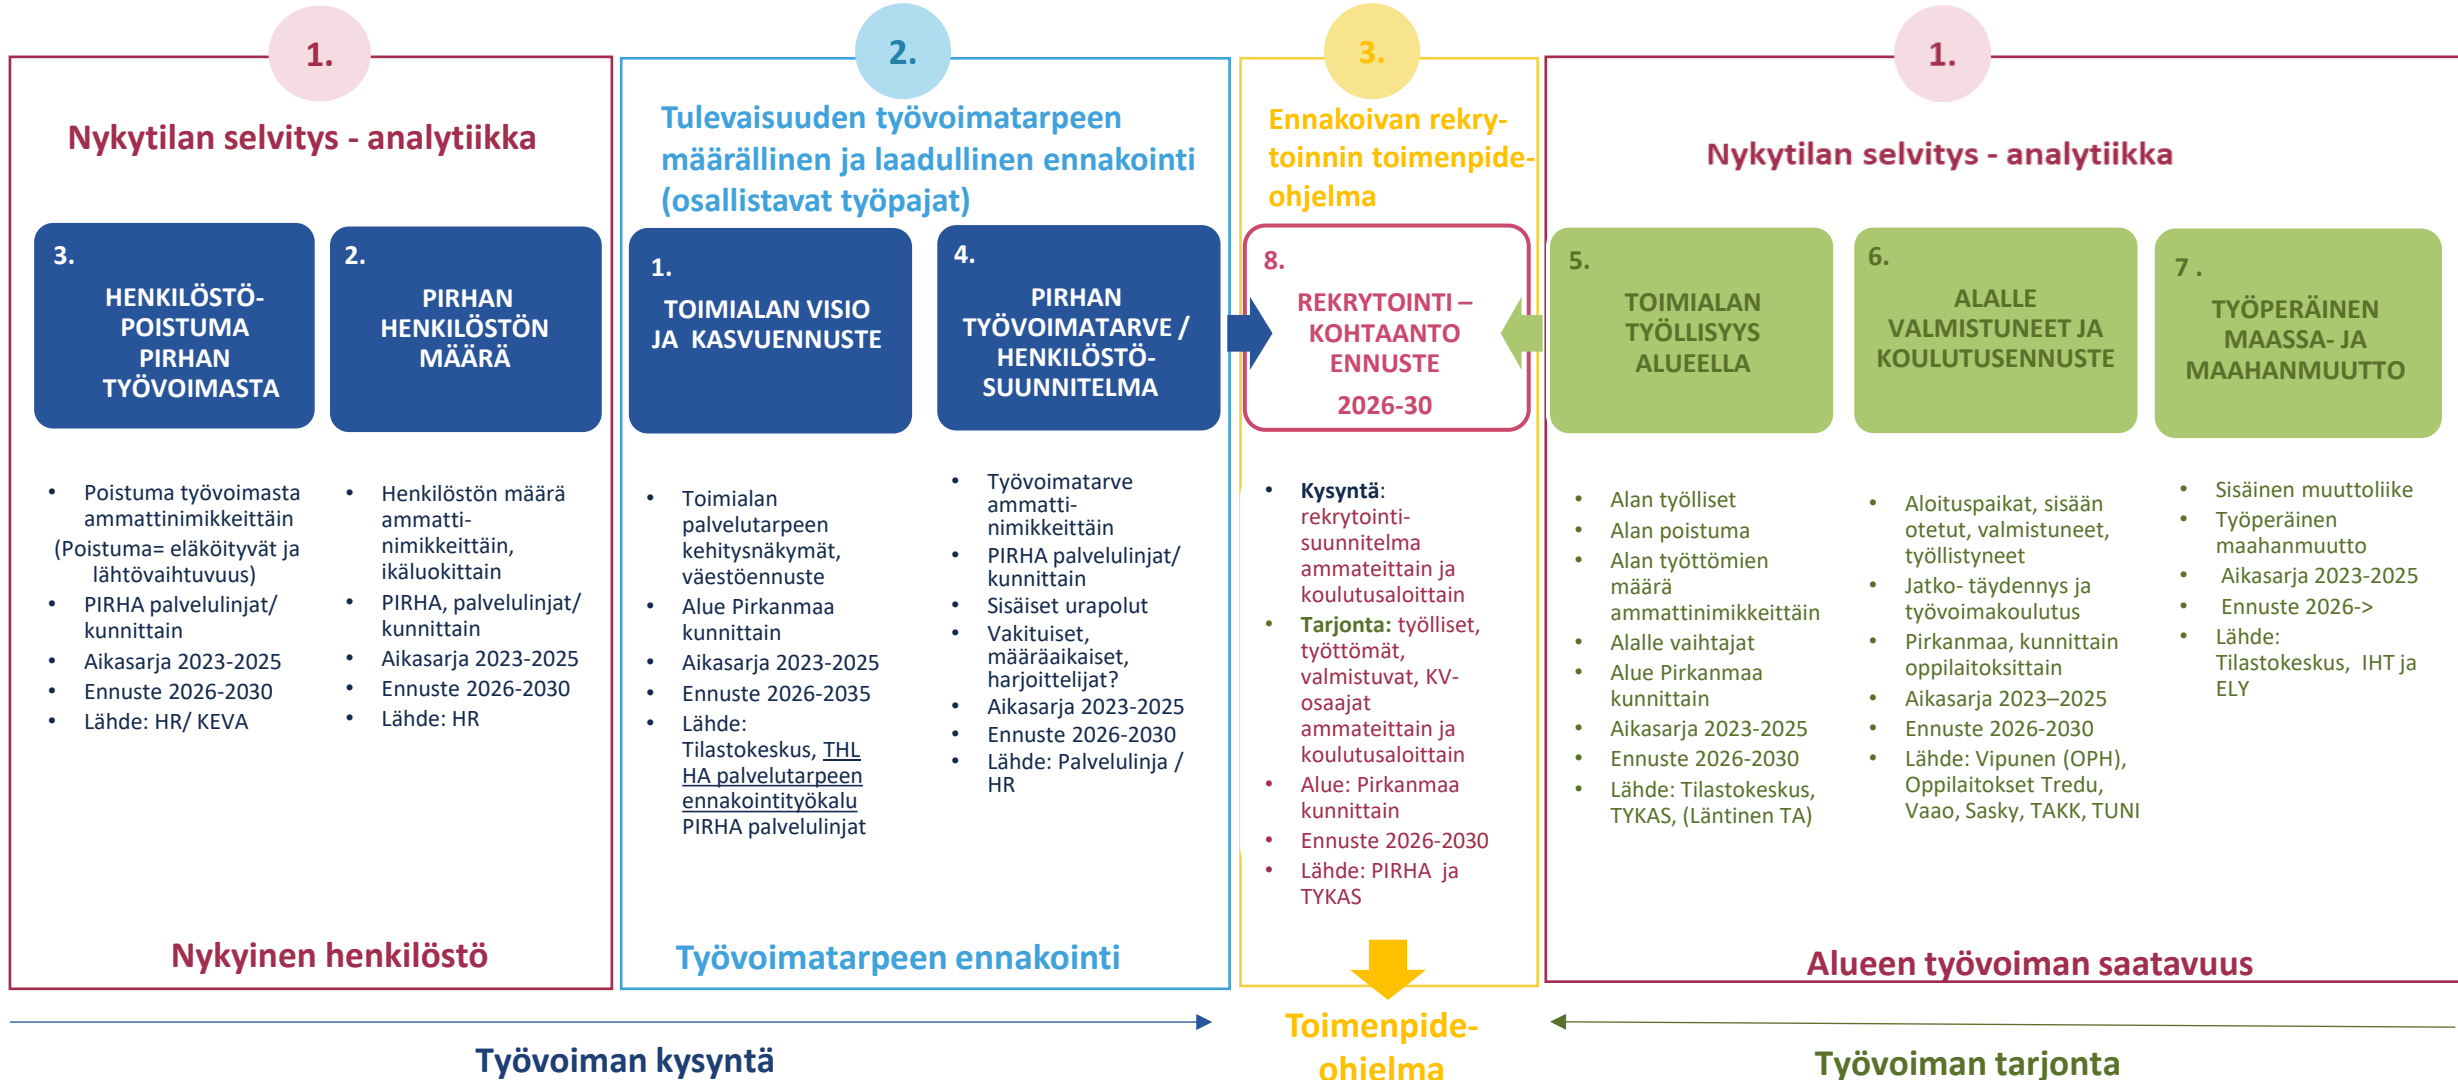 1.
Nykytilan selvitys - analytiikka
3.
HENKILÖSTÖ-
POISTUMA
PIRHAN
TYÖVOIMASTA
• Poistuma työvoimasta
ammattinimikkeittäin
(Poistuma= eläköityvät ja
lähtövaihtuvuus)
• PIRHA palvelulinjat/
kunnittain
• Aikasarja 2023-2025
• Ennuste 2026-2030
• Lähde: HR/ KEVA
2.
PIRHAN
HENKILÖSTÖN
MÄÄRÄ
• Henkilöstön määrä
ammatti-
nimikkeittäin,
ikäluokittain
• PIRHA, palvelulinjat/
kunnittain
• Aikasarja 2023-2025
• Ennuste 2026-2030
• Lähde: HR
Nykyinen henkilöstö
2.
Tulevaisuuden työvoimatarpeen
määrällinen ja laadullinen ennakointi
(osallistavat työpajat)
1.
TOIMIALAN VISIO
JA KASVUENNUSTE
• Toimialan
palvelutarpeen
kehitysnäkymät,
väestöennuste
• Alue Pirkanmaa
kunnittain
• Aikasarja 2023-2025
• Ennuste 2026-2035
• Lähde:
Tilastokeskus, THL
HA palvelutarpeen
ennakointityökalu
PIRHA palvelulinjat
4.
PIRHAN
TYÖVOIMATARVE /
HENKILÖSTÖ-
SUUNNITELMA
• Työvoimatarve
ammatti-
nimikkeittäin
• PIRHA palvelulinjat/
kunnittain
• Sisäiset urapolut
• Vakituiset,
määräaikaiset,
harjoittelijat?
• Aikasarja 2023-2025
• Ennuste 2026-2030
• Lähde: Palvelulinja /
HR
Työvoimatarpeen ennakointi
3.
Ennakoivan rekry-
toinnin toimenpide-
ohjelma
8.
REKRYTOINTI –
KOHTAANTO
ENNUSTE
2026-30
• Kysyntä:
rekrytointi-
suunnitelma
ammateittain ja
koulutusaloittain
• Tarjonta: työlliset,
työttömät,
valmistuvat, KV-
osaajat
ammateittain ja
koulutusaloittain
• Alue: Pirkanmaa
kunnittain
• Ennuste 2026-2030
• Lähde: PIRHA ja
TYKAS
1.
Nykytilan selvitys - analytiikka
5.
TOIMIALAN
TYÖLLISYYS
ALUEELLA
• Alan työlliset
• Alan poistuma
• Alan työttömien
määrä
ammattinimikkeittäin
• Alalle vaihtajat
• Alue Pirkanmaa
kunnittain
• Aikasarja 2023-2025
• Ennuste 2026-2030
• Lähde: Tilastokeskus,
TYKAS, (Läntinen TA)
6.
ALALLE
VALMISTUNEET JA
KOULUTUSENNUSTE
• Aloituspaikat, sisään
otetut, valmistuneet,
työllistyneet
• Jatko- täydennys ja
työvoimakoulutus
• Pirkanmaa, kunnittain
oppilaitoksittain
• Aikasarja 2023–2025
• Ennuste 2026-2030
• Lähde: Vipunen (OPH),
Oppilaitokset Tredu,
Vaao, Sasky, TAKK, TUNI
7 .
TYÖPERÄINEN
MAASSA- JA
MAAHANMUUTTO
• Sisäinen muuttoliike
• Työperäinen
maahanmuutto
• Aikasarja 2023-2025
• Ennuste 2026->
• Lähde:
Tilastokeskus, IHT ja
ELY
Alueen työvoiman saatavuus
Työvoiman kysyntä
Toimenpide-
ohjelma
Työvoiman tarjonta